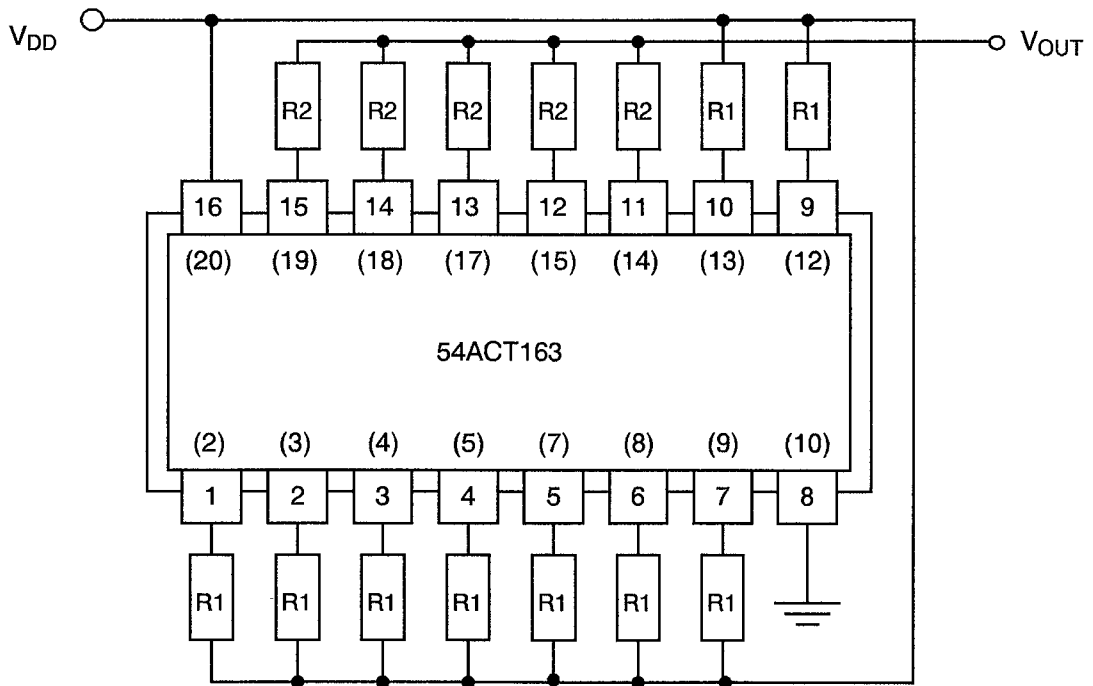 V_DD
V_OUT
R2 R2 R2 R2 R2 R1 R1
16 15 14 13 12 11 10 9
(20) (19) (18) (17) (15) (14) (13) (12)
54ACT163
(2) (3) (4) (5) (7) (8) (9) (10)
1 2 3 4 5 6 7 8
R1 R1 R1 R1 R1 R1 R1